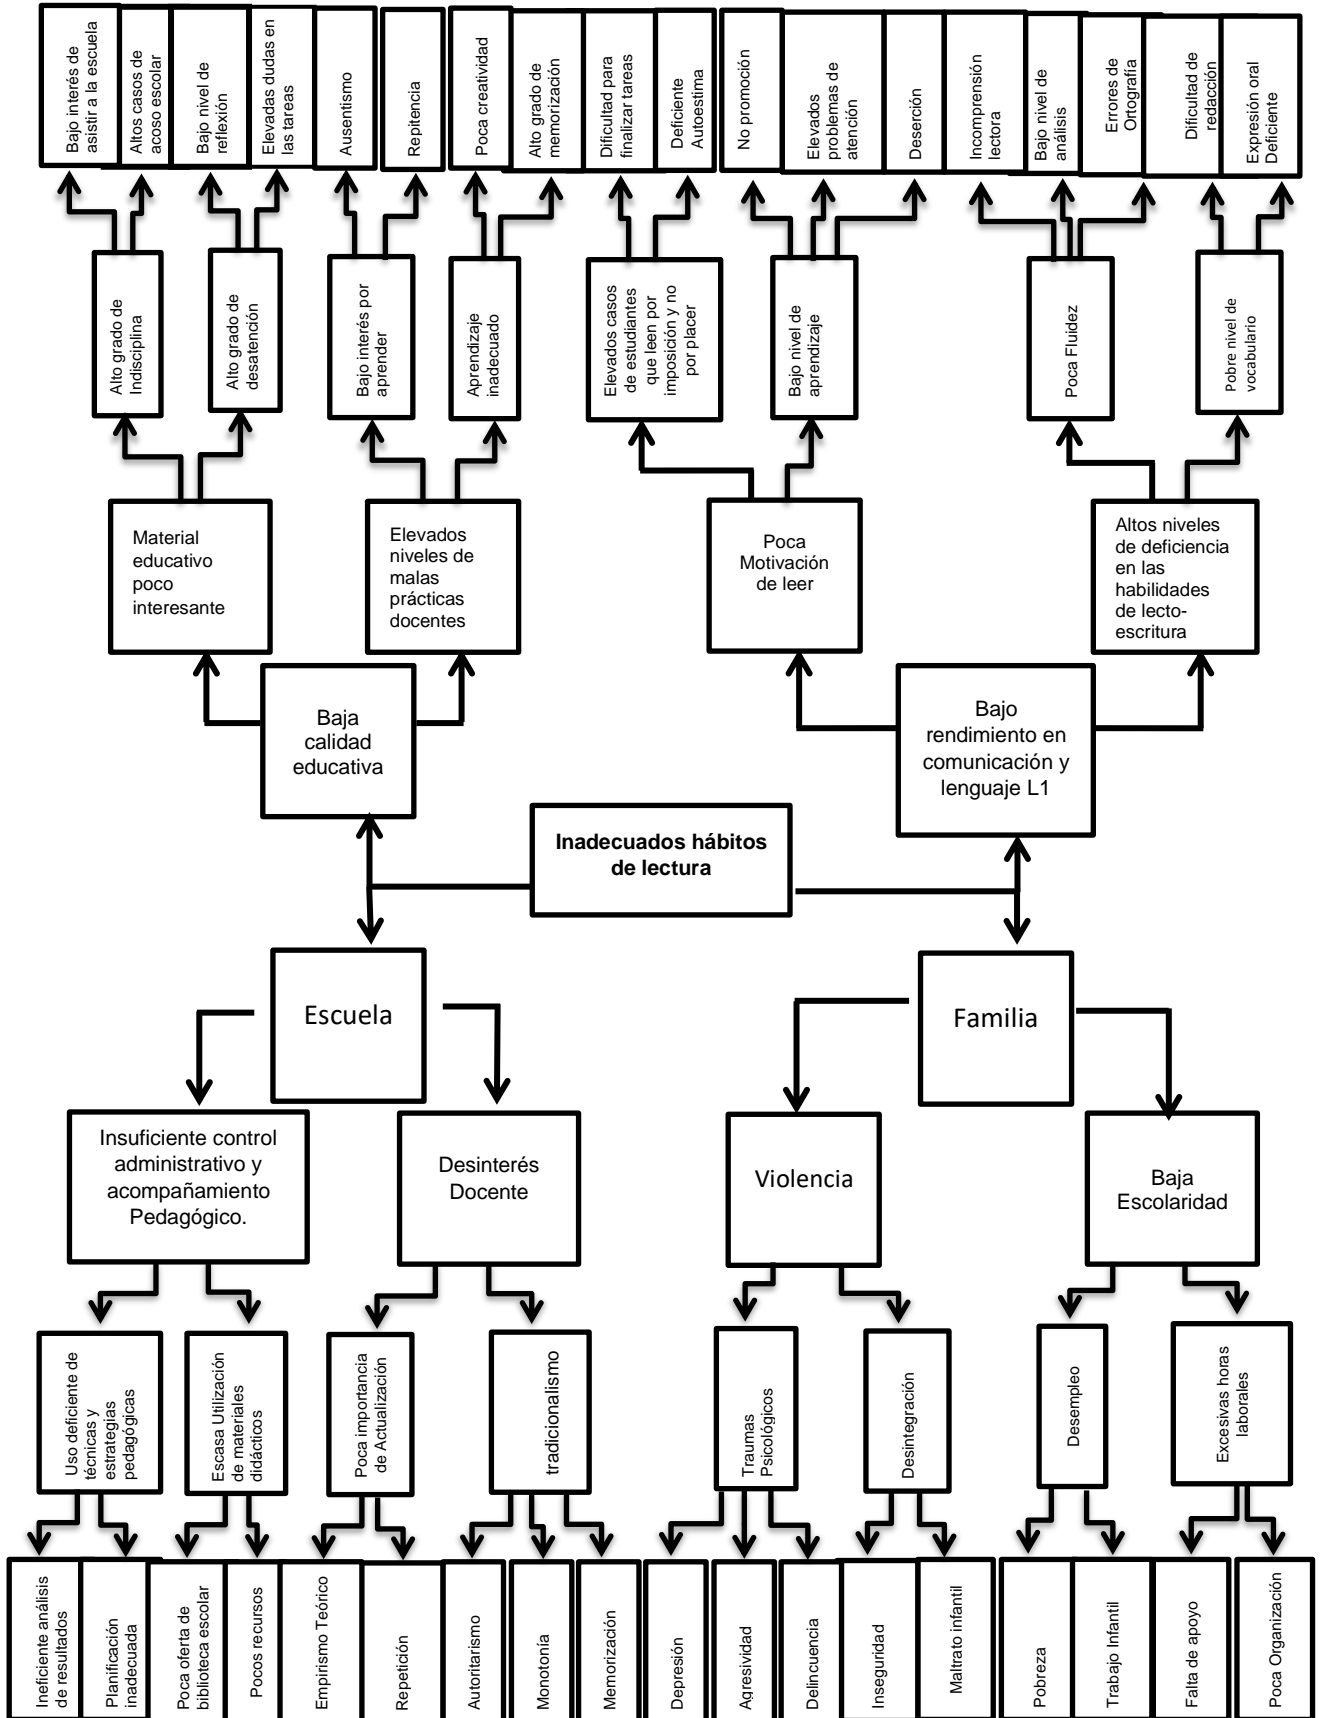 Bajo interés de
asistir a la escuela
Altos casos de
acoso escolar
Bajo nivel de
reflexión
Elevadas dudas en
las tareas
Ausentismo
Repitencia
Poca creatividad
Alto grado de
memorización
Dificultad para
finalizar tareas
Deficiente
Autoestima
No promoción
Elevados
problemas de
atención
Deserción
Incomprensión
lectora
Bajo nivel de
análisis
Errores de
Ortografía
Dificultad de
redacción
Expresión oral
Deficiente
Alto grado de
Indisciplina
Alto grado de
desatención
Bajo interés por
aprender
Aprendizaje
inadecuado
Elevados casos
de estudiantes
que leen por
imposición y no
por placer
Bajo nivel de
aprendizaje
Poca Fluidez
Pobre nivel de
vocabulario
Material
educativo
poco
interesante
Elevados
niveles de
malas
prácticas
docentes
Poca
Motivación
de leer
Altos niveles
de deficiencia
en las
habilidades
de lecto-
escritura
Baja
calidad
educativa
Bajo
rendimiento en
comunicación y
lenguaje L1
Inadecuados hábitos
de lectura
Escuela
Familia
Insuficiente control
administrativo y
acompañamiento
Pedagógico.
Desinterés
Docente
Violencia
Baja
Escolaridad
Uso deficiente de
técnicas y
estrategias
pedagógicas
Escasa Utilización
de materiales
didácticos
Poca importancia
de Actualización
tradicionalismo
Traumas
Psicológicos
Desintegración
Desempleo
Excesivas horas
laborales
Ineficiente análisis
de resultados
Planificación
inadecuada
Poca oferta de
biblioteca escolar
Pocos recursos
Empirismo Teórico
Repetición
Autoritarismo
Monotonía
Memorización
Depresión
Agresividad
Delincuencia
Inseguridad
Maltrato infantil
Pobreza
Trabajo Infantil
Falta de apoyo
Poca Organización